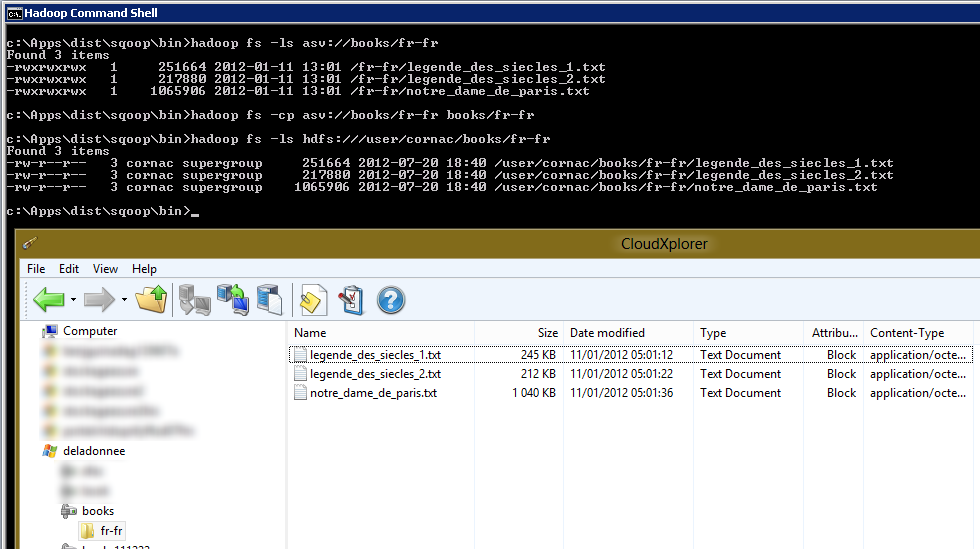 Hadoop Command Shell
c:\Apps\dist\sqoop\bin>hadoop fs -ls asv://books/fr-fr
Found 3 items
-rwxrwxrwx   1     251664 2012-01-11 13:01 /fr-fr/legende_des_siecles_1.txt
-rwxrwxrwx   1     217880 2012-01-11 13:01 /fr-fr/legende_des_siecles_2.txt
-rwxrwxrwx   1    1065906 2012-01-11 13:01 /fr-fr/notre_dame_de_paris.txt
c:\Apps\dist\sqoop\bin>hadoop fs -cp asv://books/fr-fr books/fr-fr
c:\Apps\dist\sqoop\bin>hadoop fs -ls hdfs:///user/cornac/books/fr-fr
Found 3 items
-rw-r--r--   3 cornac supergroup     251664 2012-07-20 18:40 /user/cornac/books/fr-fr/legende_des_siecles_1.txt
-rw-r--r--   3 cornac supergroup     217880 2012-07-20 18:40 /user/cornac/books/fr-fr/legende_des_siecles_2.txt
-rw-r--r--   3 cornac supergroup    1065906 2012-07-20 18:40 /user/cornac/books/fr-fr/notre_dame_de_paris.txt
c:\Apps\dist\sqoop\bin>_
CloudXplorer
File Edit View Help
Computer
deladonnee
books
fr-fr
Name Size Date modified Type Attribu... Content-Type
legende_des_siecles_1.txt 245 KB 11/01/2012 05:01:12 Text Document Block application/octe...
legende_des_siecles_2.txt 212 KB 11/01/2012 05:01:22 Text Document Block application/octe...
notre_dame_de_paris.txt 1 040 KB 11/01/2012 05:01:36 Text Document Block application/octe...